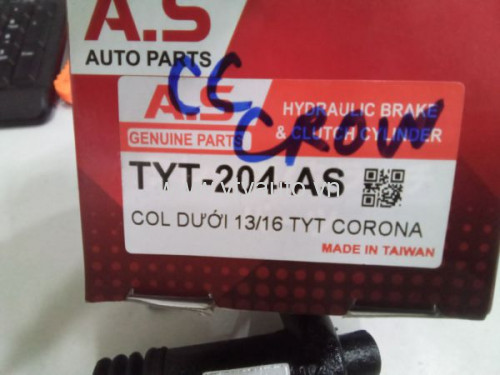 A.S
AUTO PARTS
A.S
GENUINE PARTS
HYDRAULIC BRAKE
& CLUTCH CYLINDER
CC
CROWN
TYT-204-AS
COL DƯỚI 13/16 TYT CORONA
MADE IN TAIWAN